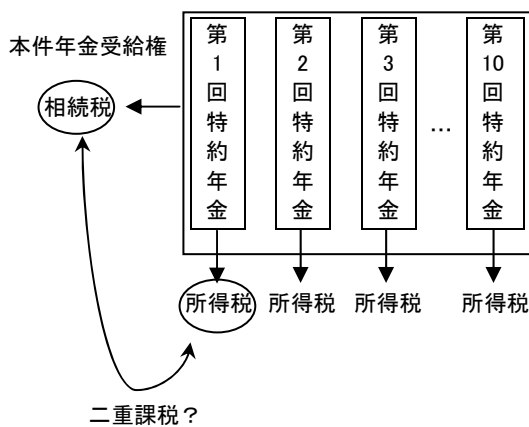 本件年金受給権
相続税
第1回特約年金
第2回特約年金
第3回特約年金
…
第10回特約年金
所得税
所得税
所得税
所得税
二重課税？